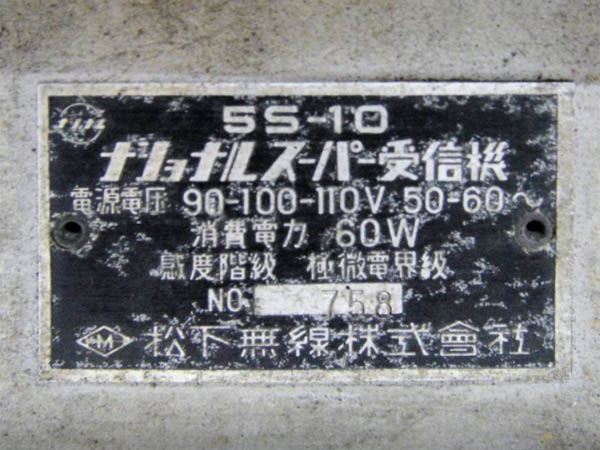 5S-10
ナショナルスーパー受信機
電源電圧 90-100-110V 50-60～
消費電力 60W
感度階級 極微電界級
NO. 758
M 松下無線株式會社